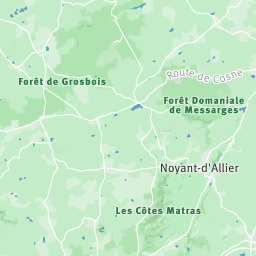 Route de Cosne
Forêt de Grosbois
Forêt Domaniale
de Messarges
Noyant-d'Allier
Les Côtes Matras